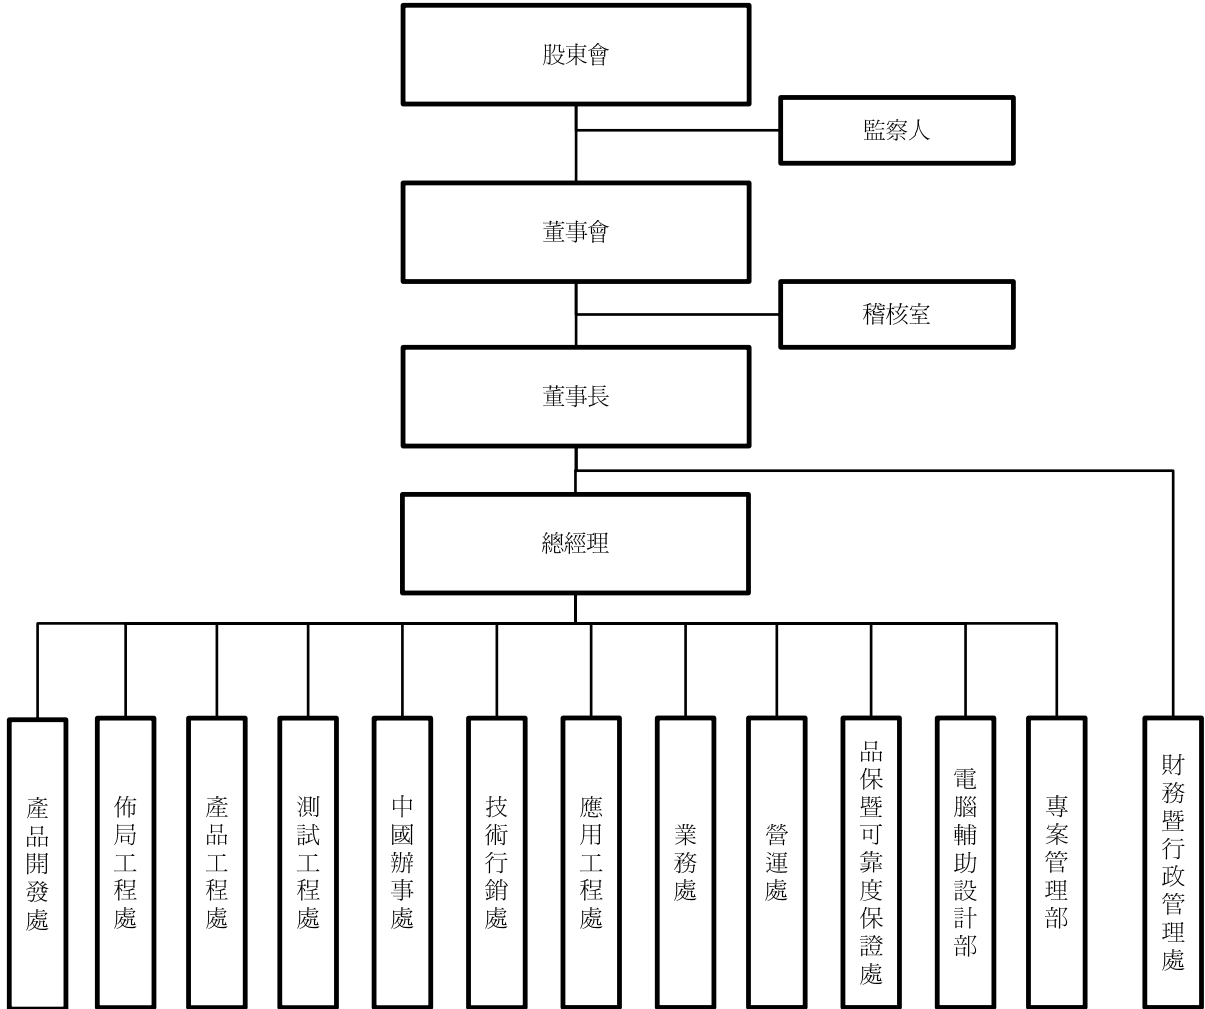 股東會
監察人
董事會
稽核室
董事長
總經理
產品開發處
佈局工程處
產品工程處
測試工程處
中國辦事處
技術行銷處
應用工程處
業務處
營運處
品保暨可靠度保證處
電腦輔助設計部
專案管理部
財務暨行政管理處